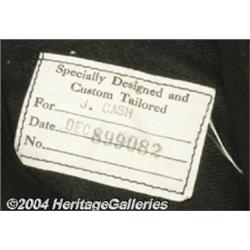 Specially Designed and
Custom Tailored
For J. CASH
Date DEC 899082
No.
©2004 HeritageGalleries